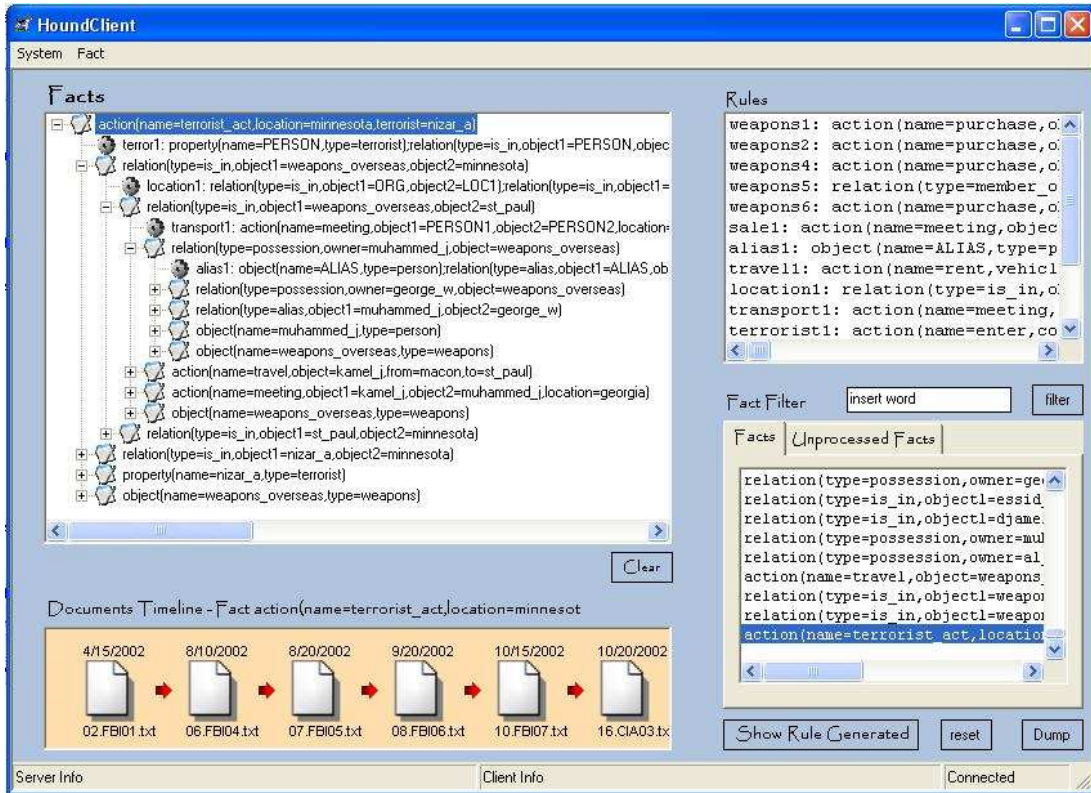 HoundClient
System Fact
Facts
action(name=terrorist_act,location=minnesota,terrorist=nizar_a)
terror1: property(name=PERSON,type=terrorist);relation(type=is_in,object1=PERSON,objec
relation(type=is_in,object1=weapons_overseas,object2=minnesota)
location1: relation(type=is_in,object1=ORG,object2=LOC1);relation(type=is_in,object1=
relation(type=is_in,object1=weapons_overseas,object2=st_paul)
transport1: action(name=meeting,object1=PERSON1,object2=PERSON2,location=
relation(type=possession,owner=muhammed_j,object=weapons_overseas)
alias1: object(name=ALIAS,type=person);relation(type=alias,object1=ALIAS,ob
relation(type=possession,owner=george_w,object=weapons_overseas)
relation(type=alias,object1=muhammed_j,object2=george_w)
object(name=muhammed_j,type=person)
object(name=weapons_overseas,type=weapons)
action(name=travel,object=kamel_j,from=macon,to=st_paul)
action(name=meeting,object1=kamel_j,object2=muhammed_j,location=georgia)
object(name=weapons_overseas,type=weapons)
relation(type=is_in,object1=st_paul,object2=minnesota)
relation(type=is_in,object1=nizar_a,object2=minnesota)
property(name=nizar_a,type=terrorist)
object(name=weapons_overseas,type=weapons)
Clear
Documents Timeline - Fact action(name=terrorist_act,location=minnesot
4/15/2002 8/10/2002 8/20/2002 9/20/2002 10/15/2002 10/20/2002
02.FBI01.txt 06.FBI04.txt 07.FBI05.txt 08.FBI06.txt 10.FBI07.txt 16.CIA03.tx
Rules
weapons1: action(name=purchase,o
weapons2: action(name=purchase,o
weapons4: action(name=purchase,o
weapons5: relation(type=member_o
weapons6: action(name=purchase,o
sale1: action(name=meeting,objec
alias1: object(name=ALIAS,type=p
travel1: action(name=rent,vehicl
location1: relation(type=is_in,o
transport1: action(name=meeting,
terrorist1: action(name=enter,co
Fact Filter insert word filter
Facts Unprocessed Facts
relation(type=possession,owner=geo
relation(type=is_in,object1=essid_
relation(type=is_in,object1=djame
relation(type=possession,owner=mu
relation(type=possession,owner=al_
action(name=travel,object=weapons_
relation(type=is_in,object1=weapon
relation(type=is_in,object1=weapon
action(name=terrorist_act,location
Show Rule Generated reset Dump
Server Info Client Info Connected